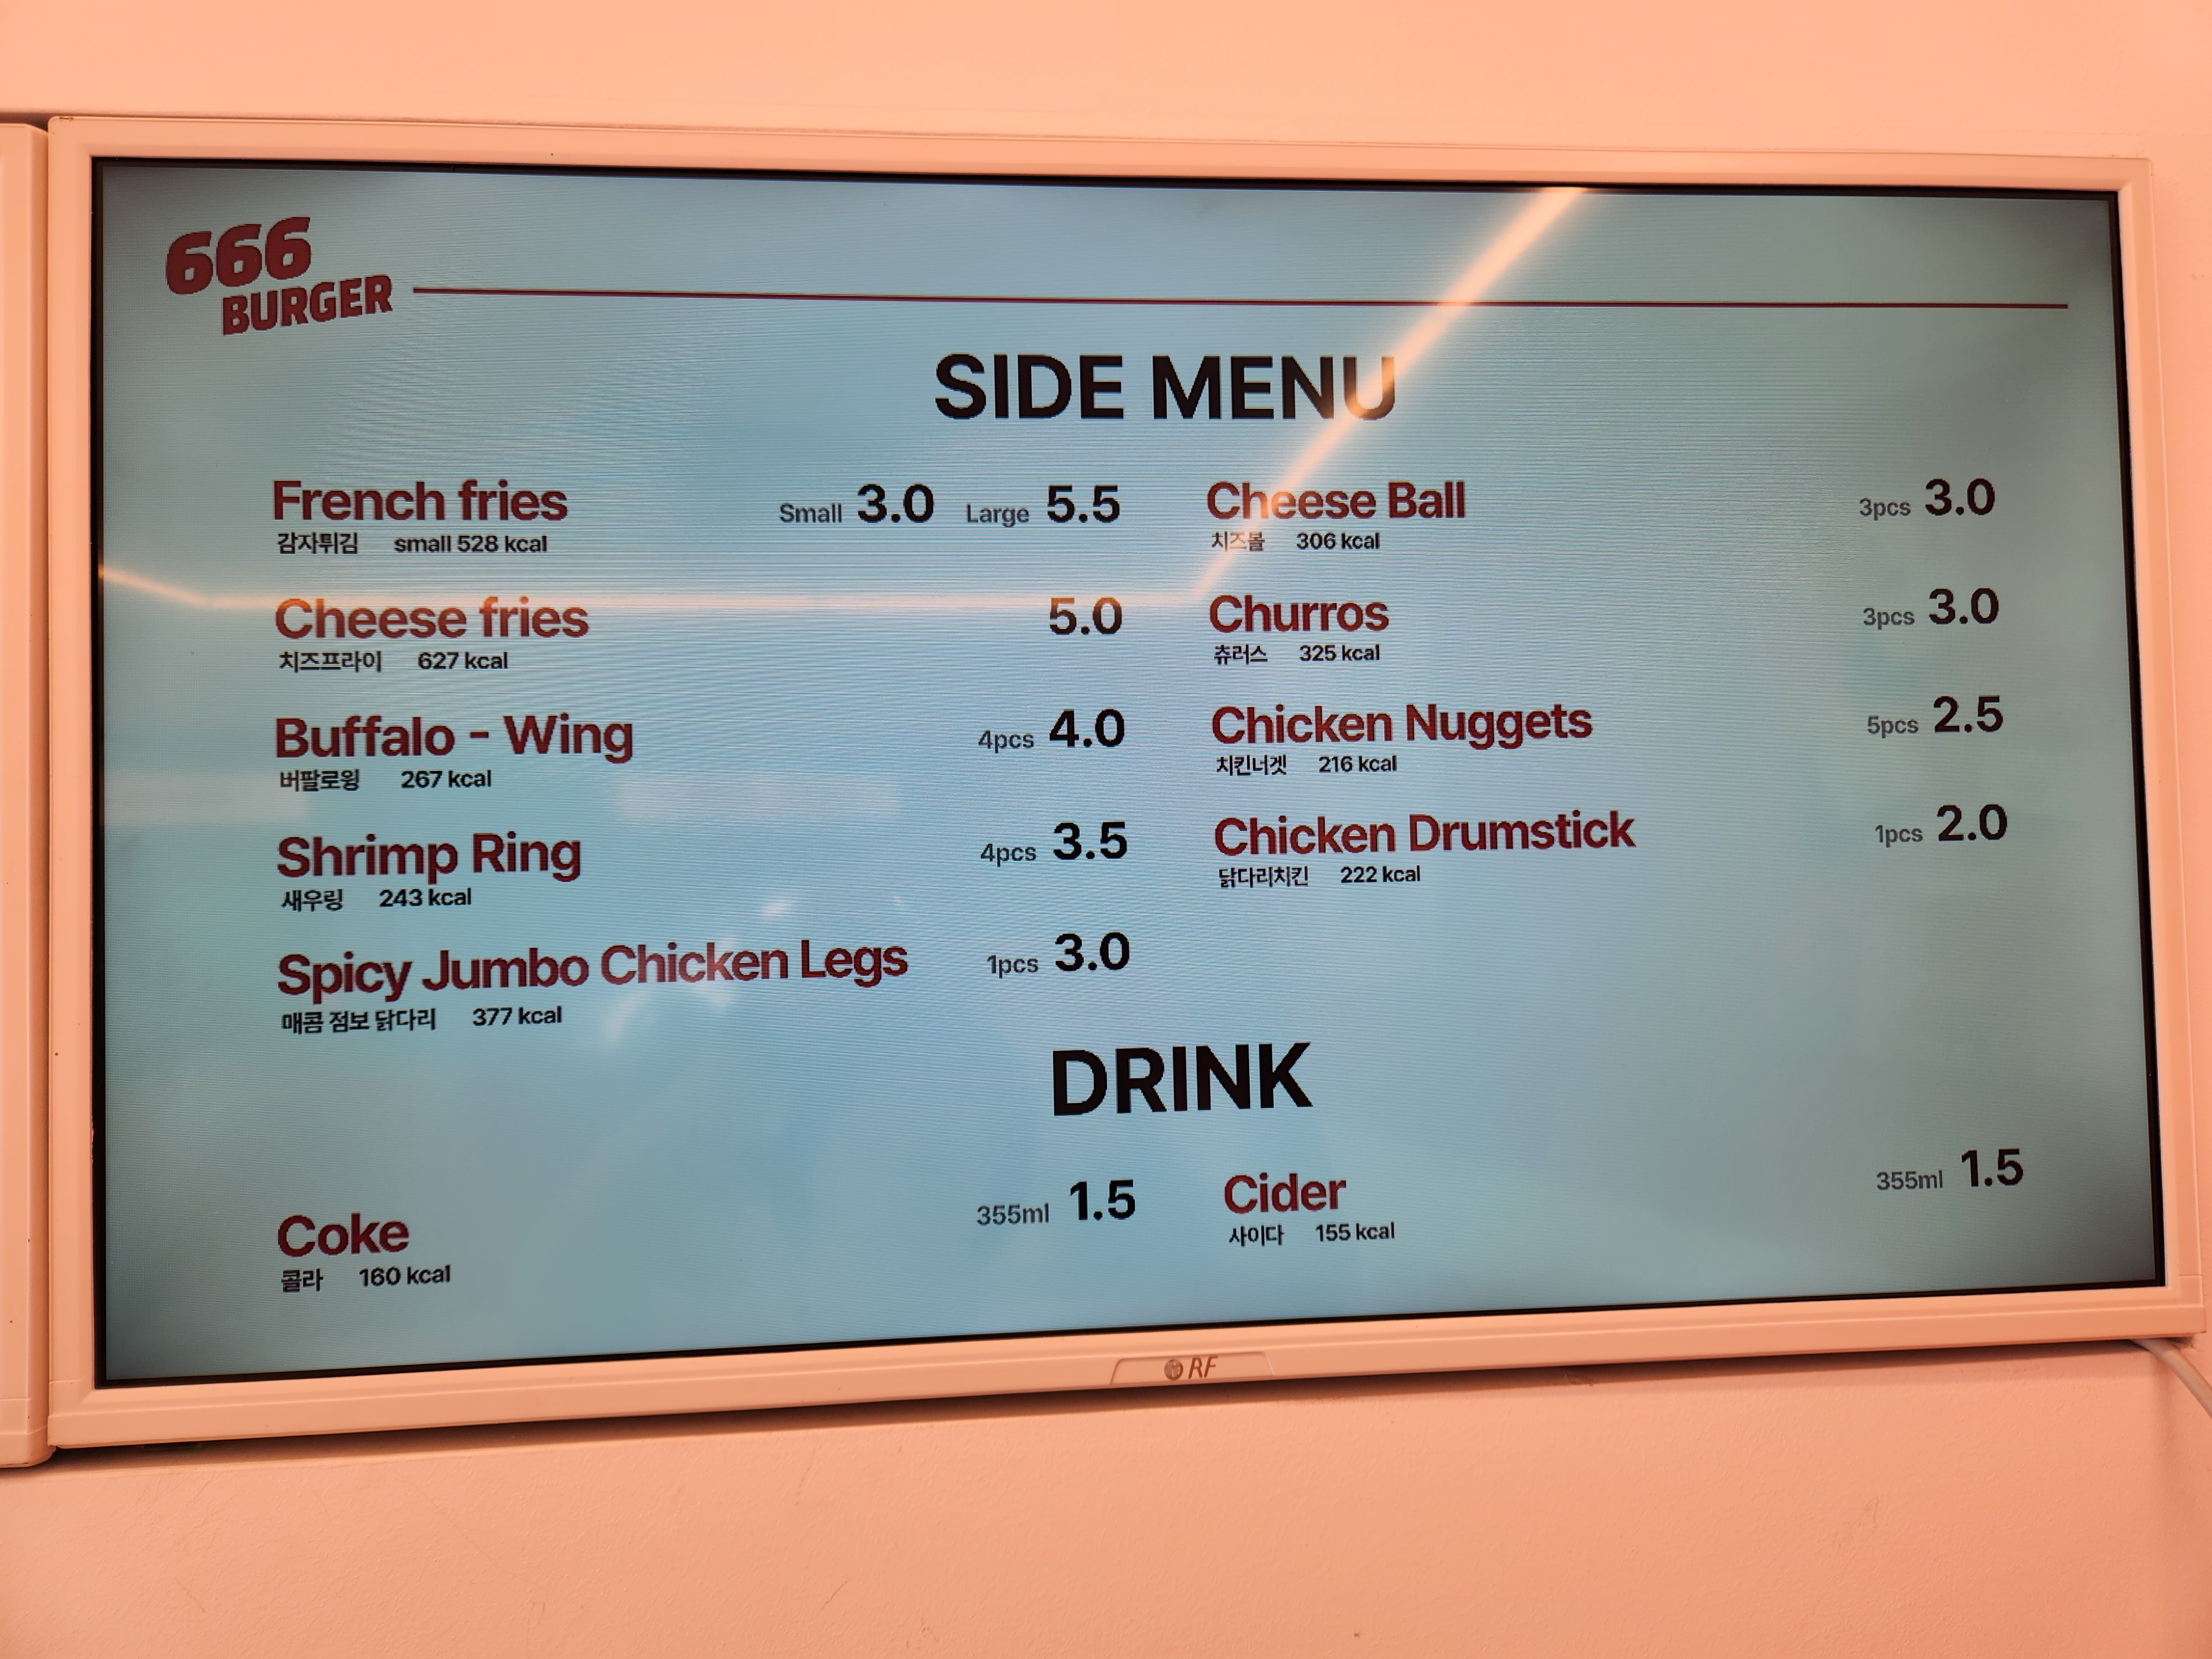 666
BURGER
SIDE MENU
French fries Small 3.0 Large 5.5
감자튀김 small 528 kcal
Cheese fries 5.0
치즈프라이 627 kcal
Buffalo - Wing 4pcs 4.0
버팔로윙 267 kcal
Shrimp Ring 4pcs 3.5
새우링 243 kcal
Spicy Jumbo Chicken Legs 1pcs 3.0
매콤 점보 닭다리 377 kcal
Cheese Ball 3pcs 3.0
치즈볼 306 kcal
Churros 3pcs 3.0
츄러스 325 kcal
Chicken Nuggets 5pcs 2.5
치킨너겟 216 kcal
Chicken Drumstick 1pcs 2.0
닭다리치킨 222 kcal
DRINK
Coke 355ml 1.5
콜라 160 kcal
Cider 355ml 1.5
사이다 155 kcal
RF